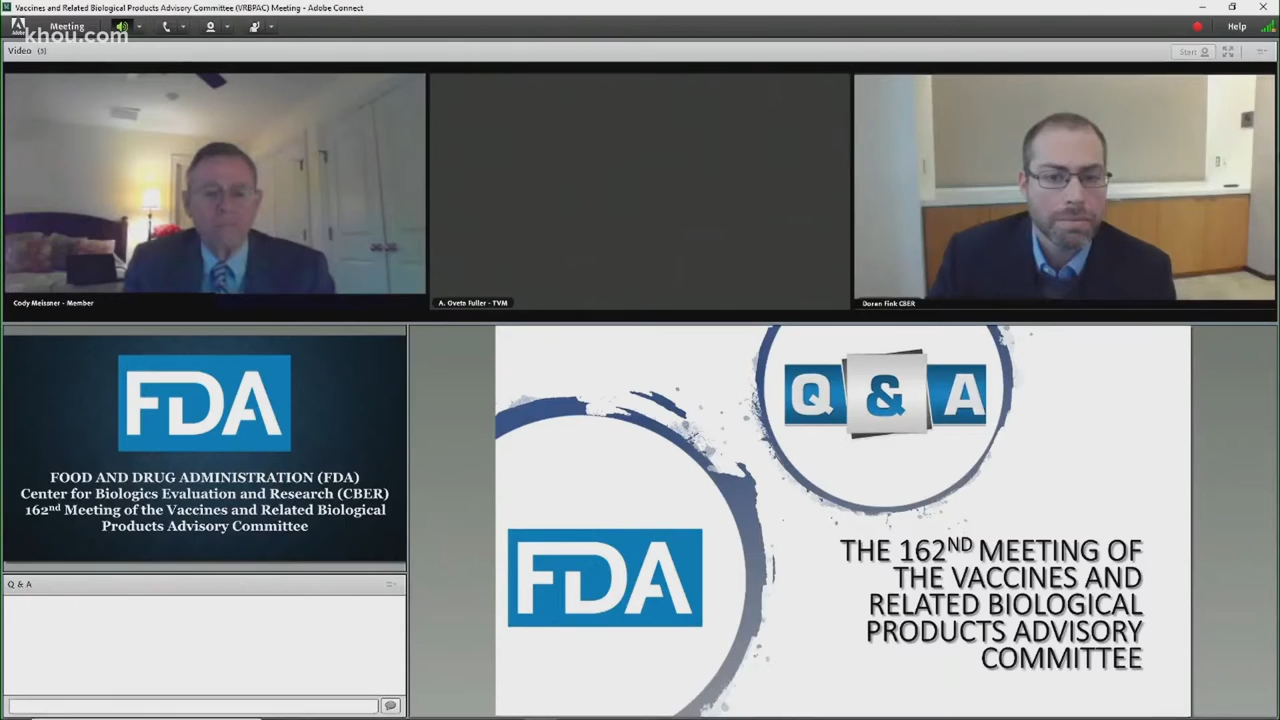 Vaccines and Related Biological Products Advisory Committee (VRBPAC) Meeting - Adobe Connect
Meeting
Help
khou.com
Video (3)
Start
Cody Meissner - Member
A. Oveta Fuller - TVM
Doran Fink CBER
FDA
FOOD AND DRUG ADMINISTRATION (FDA)
Center for Biologics Evaluation and Research (CBER)
162nd Meeting of the Vaccines and Related Biological
Products Advisory Committee
Q & A
Q & A
FDA
THE 162ND MEETING OF
THE VACCINES AND
RELATED BIOLOGICAL
PRODUCTS ADVISORY
COMMITTEE